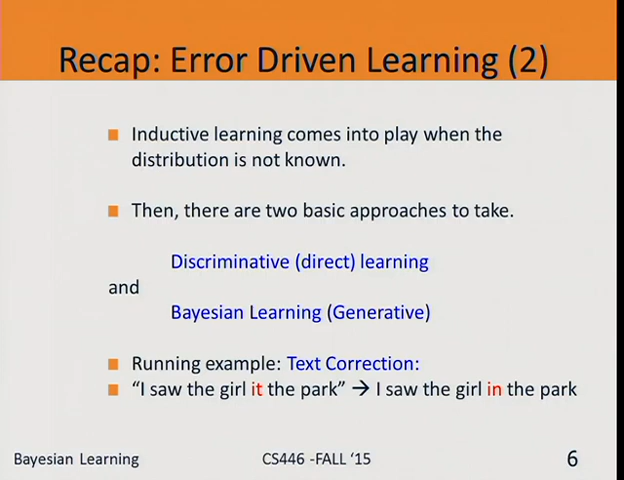 Recap: Error Driven Learning (2)
■ Inductive learning comes into play when the
distribution is not known.
■ Then, there are two basic approaches to take.
Discriminative (direct) learning
and
Bayesian Learning (Generative)
■ Running example: Text Correction:
■ “I saw the girl it the park” → I saw the girl in the park
Bayesian Learning
CS446 -FALL ‘15
6